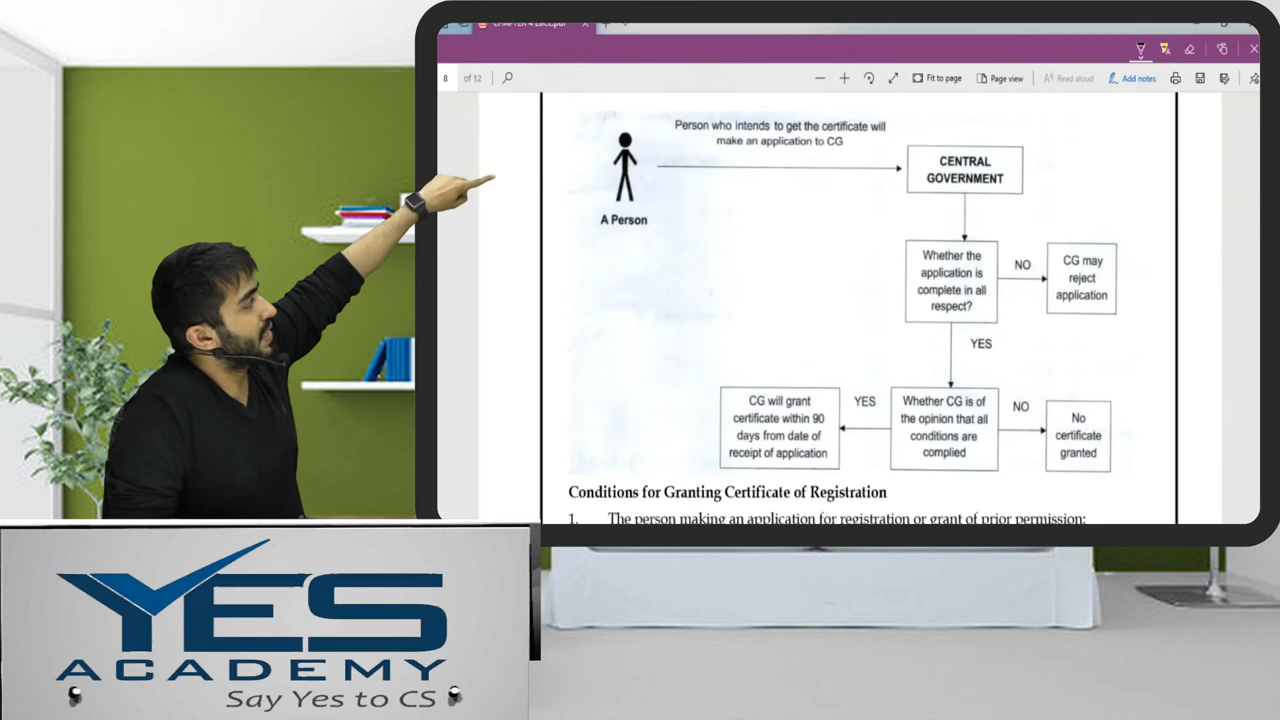 CHAPTER 4 EBCL.pdf
8 of 12
Fit to page
Page view
Read aloud
Add notes
Person who intends to get the certificate will
make an application to CG
A Person
CENTRAL
GOVERNMENT
Whether the
application is
complete in all
respect?
NO
CG may
reject
application
YES
CG will grant
certificate within 90
days from date of
receipt of application
YES
Whether CG is of
the opinion that all
conditions are
complied
NO
No
certificate
granted
Conditions for Granting Certificate of Registration
1. The person making an application for registration or grant of prior permission:
YES
ACADEMY
Say Yes to CS